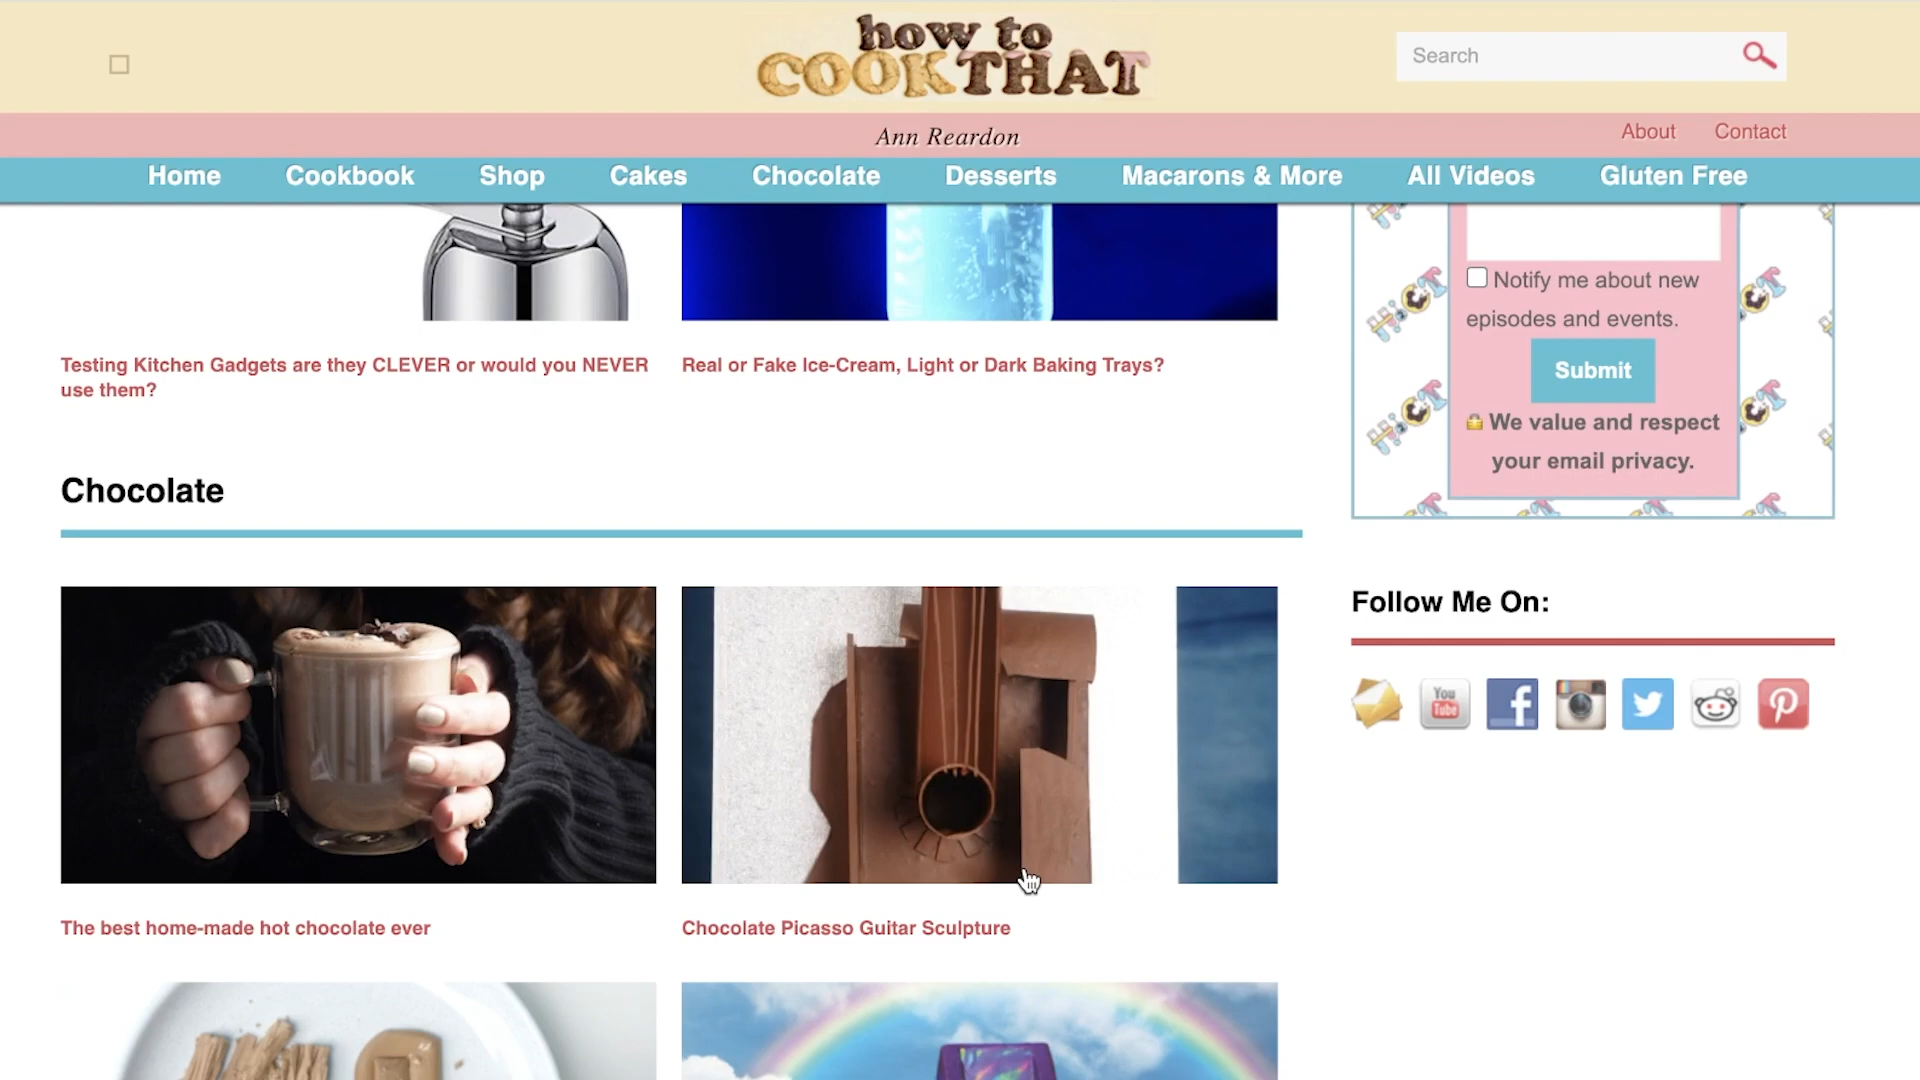 how to
COOKTHAT
Search
Ann Reardon
About
Contact
Home
Cookbook
Shop
Cakes
Chocolate
Desserts
Macarons & More
All Videos
Gluten Free
Notify me about new
episodes and events.
Submit
We value and respect
your email privacy.
Testing Kitchen Gadgets are they CLEVER or would you NEVER
use them?
Real or Fake Ice-Cream, Light or Dark Baking Trays?
Chocolate
Follow Me On:
You
Tube
The best home-made hot chocolate ever
Chocolate Picasso Guitar Sculpture